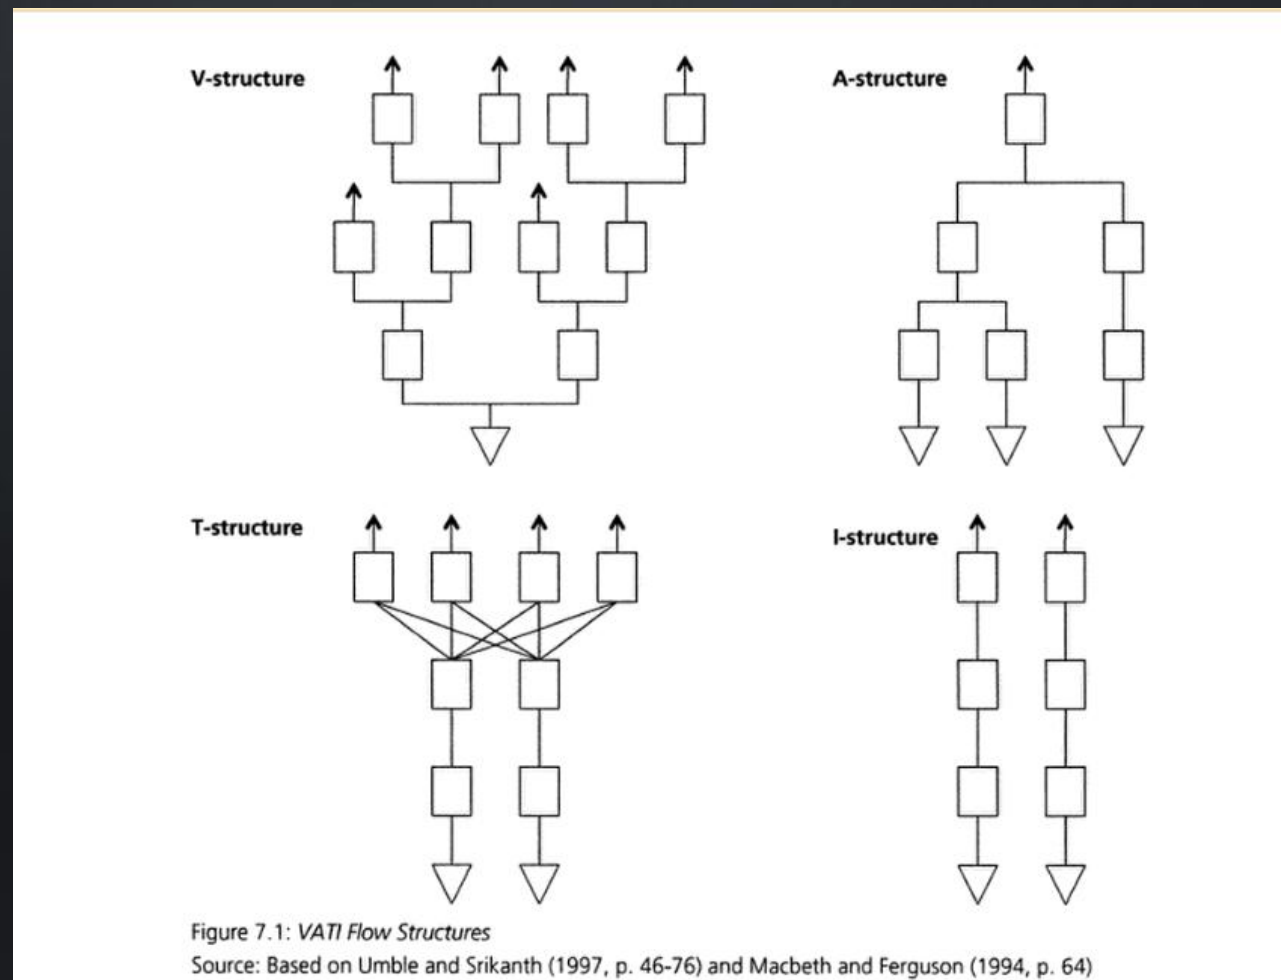 V-structure
A-structure
T-structure
I-structure
Figure 7.1: VATI Flow Structures
Source: Based on Umble and Srikanth (1997, p. 46-76) and Macbeth and Ferguson (1994, p. 64)